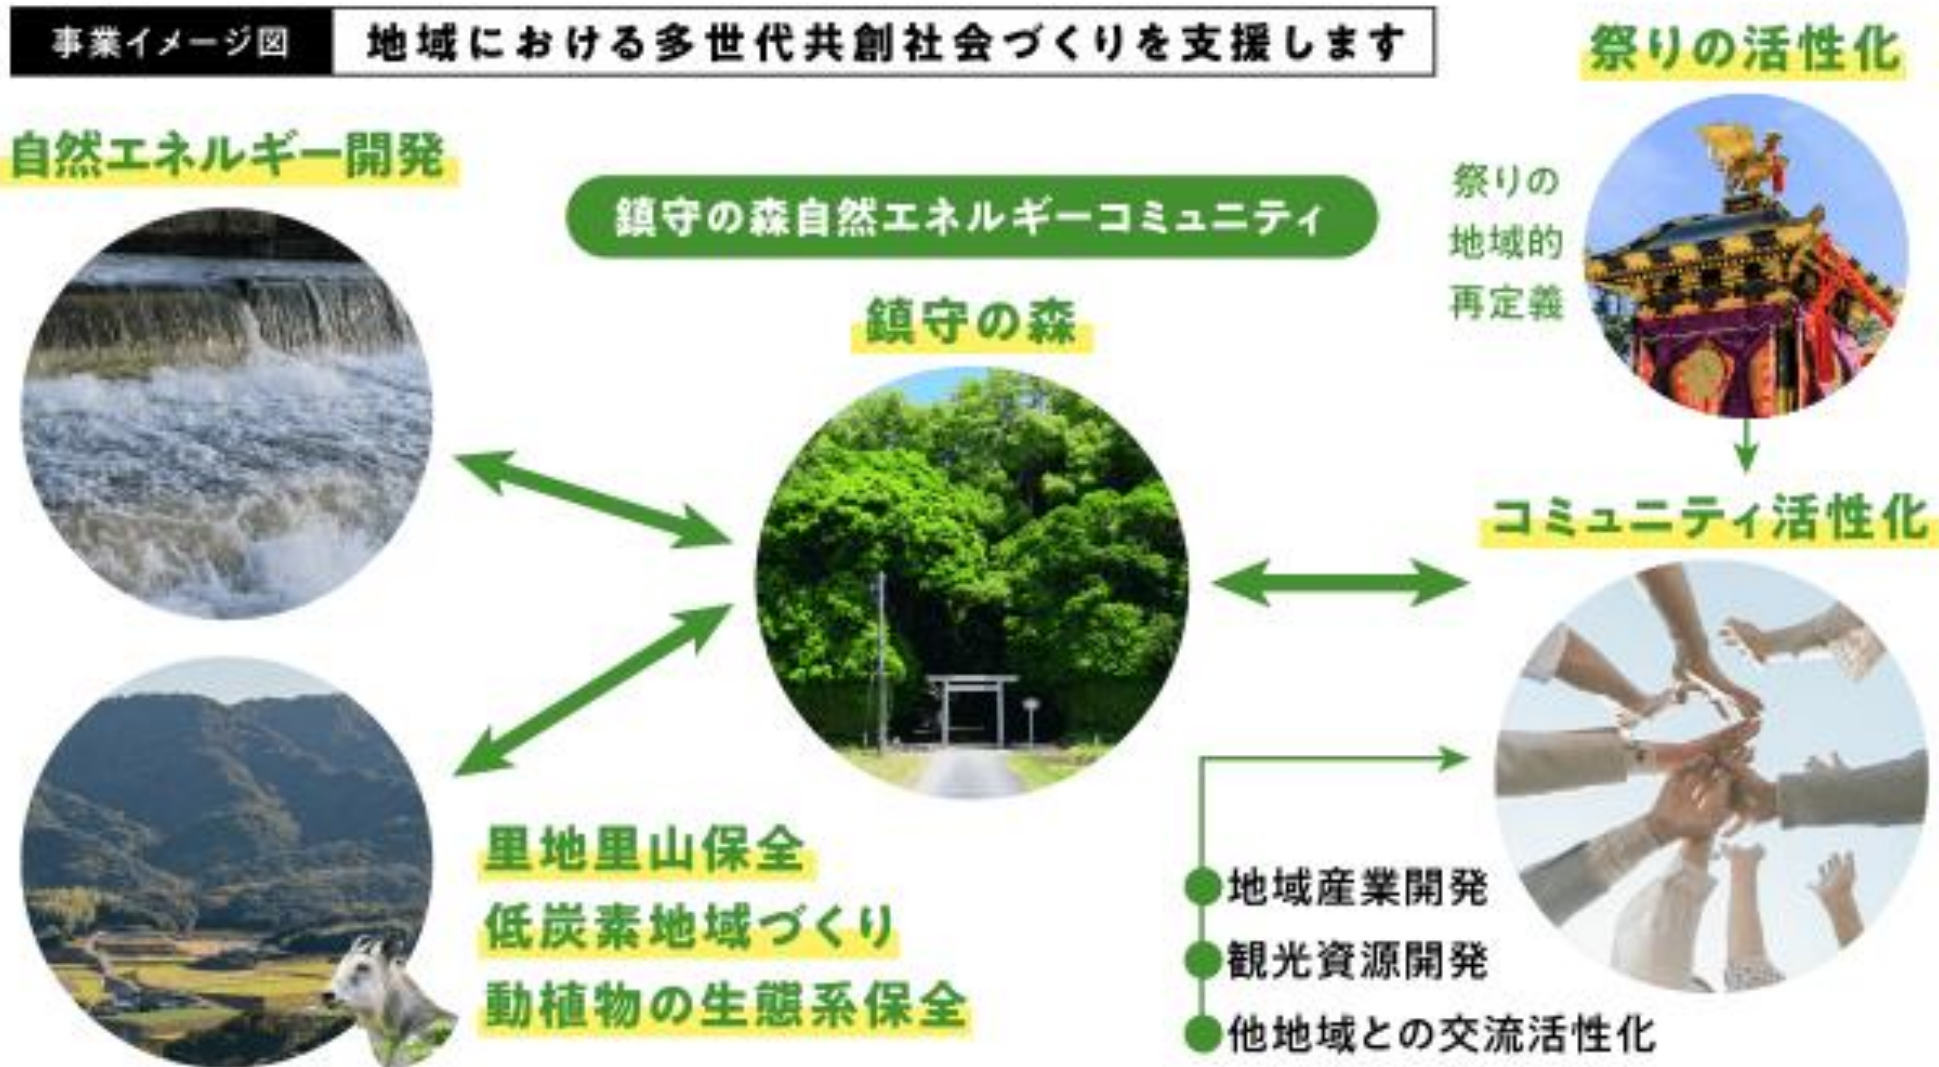 事業イメージ図
地域における多世代共創社会づくりを支援します
祭りの活性化
自然エネルギー開発
鎮守の森自然エネルギーコミュニティ
祭りの
地域的
再定義
鎮守の森
コミュニティ活性化
里地里山保全
低炭素地域づくり
動植物の生態系保全
地域産業開発
観光資源開発
他地域との交流活性化